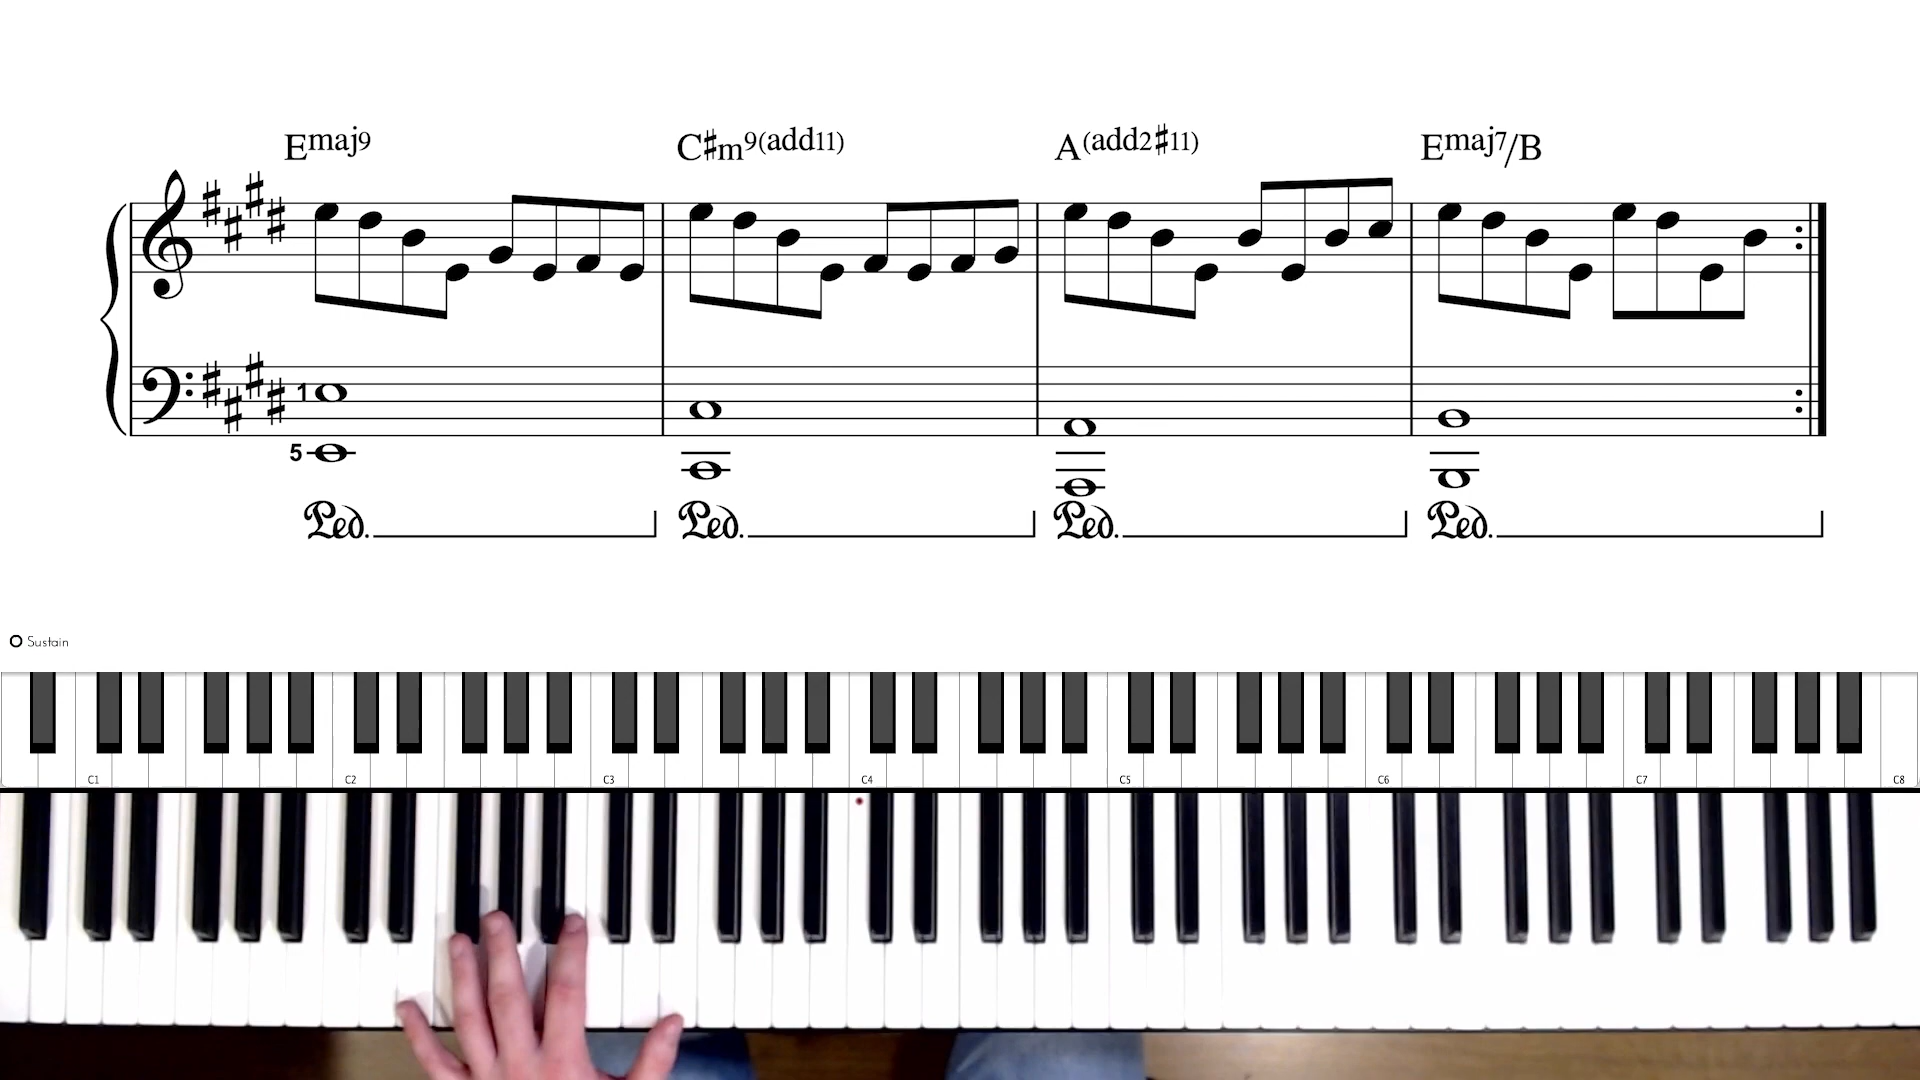 Emaj9 C♯m9(add11) A(add2♯11) Emaj7/B
1
5
Ped. Ped. Ped. Ped.
Sustain
C1 C2 C3 C4 C5 C6 C7 C8